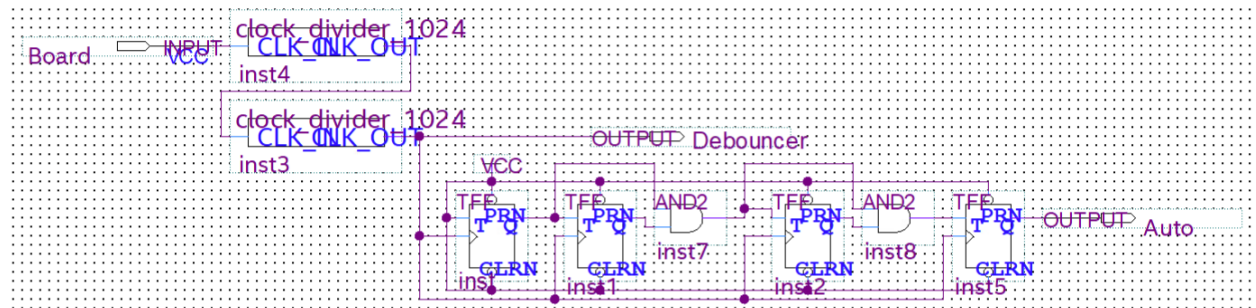 clock_divider_1024
Board INPUT VCC CLK_IN CLK_OUT
inst4
clock_divider_1024
CLK_IN CLK_OUT OUTPUT Debouncer
inst3
VCC
TFF TFF AND2 TFF AND2 TFF
PRN PRN PRN PRN OUTPUT Auto
T Q T Q T Q T Q
inst7 inst8
CLRN CLRN CLRN CLRN
inst inst1 inst2 inst5